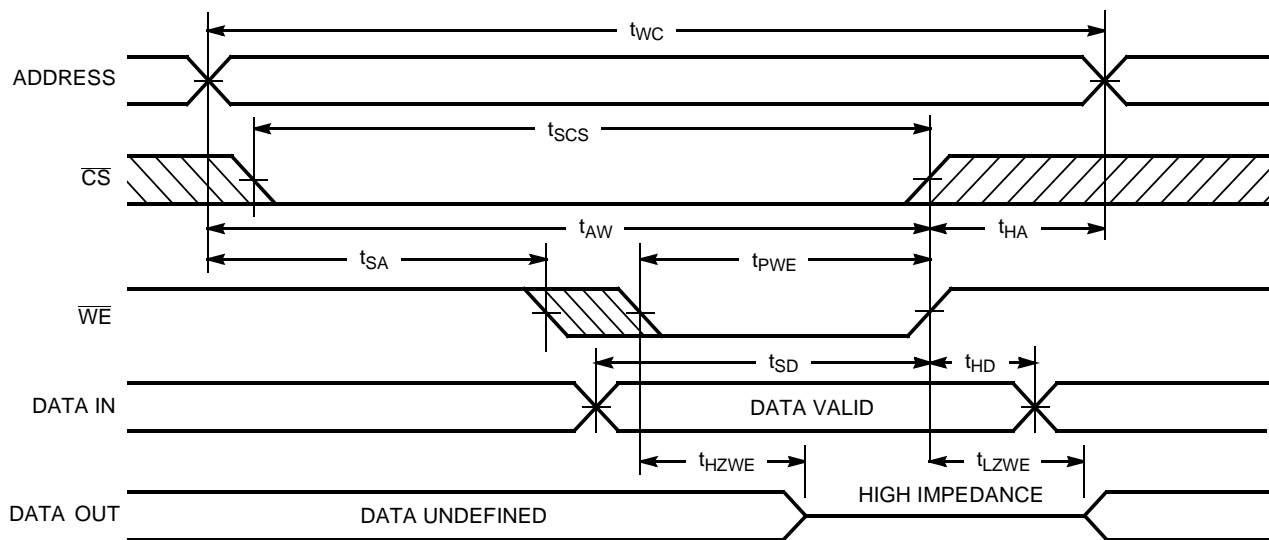 tWC
ADDRESS
tSCS
CS
tAW
tHA
tSA
tPWE
WE
tSD
tHD
DATA IN
DATA VALID
tHZWE
tLZWE
HIGH IMPEDANCE
DATA OUT
DATA UNDEFINED